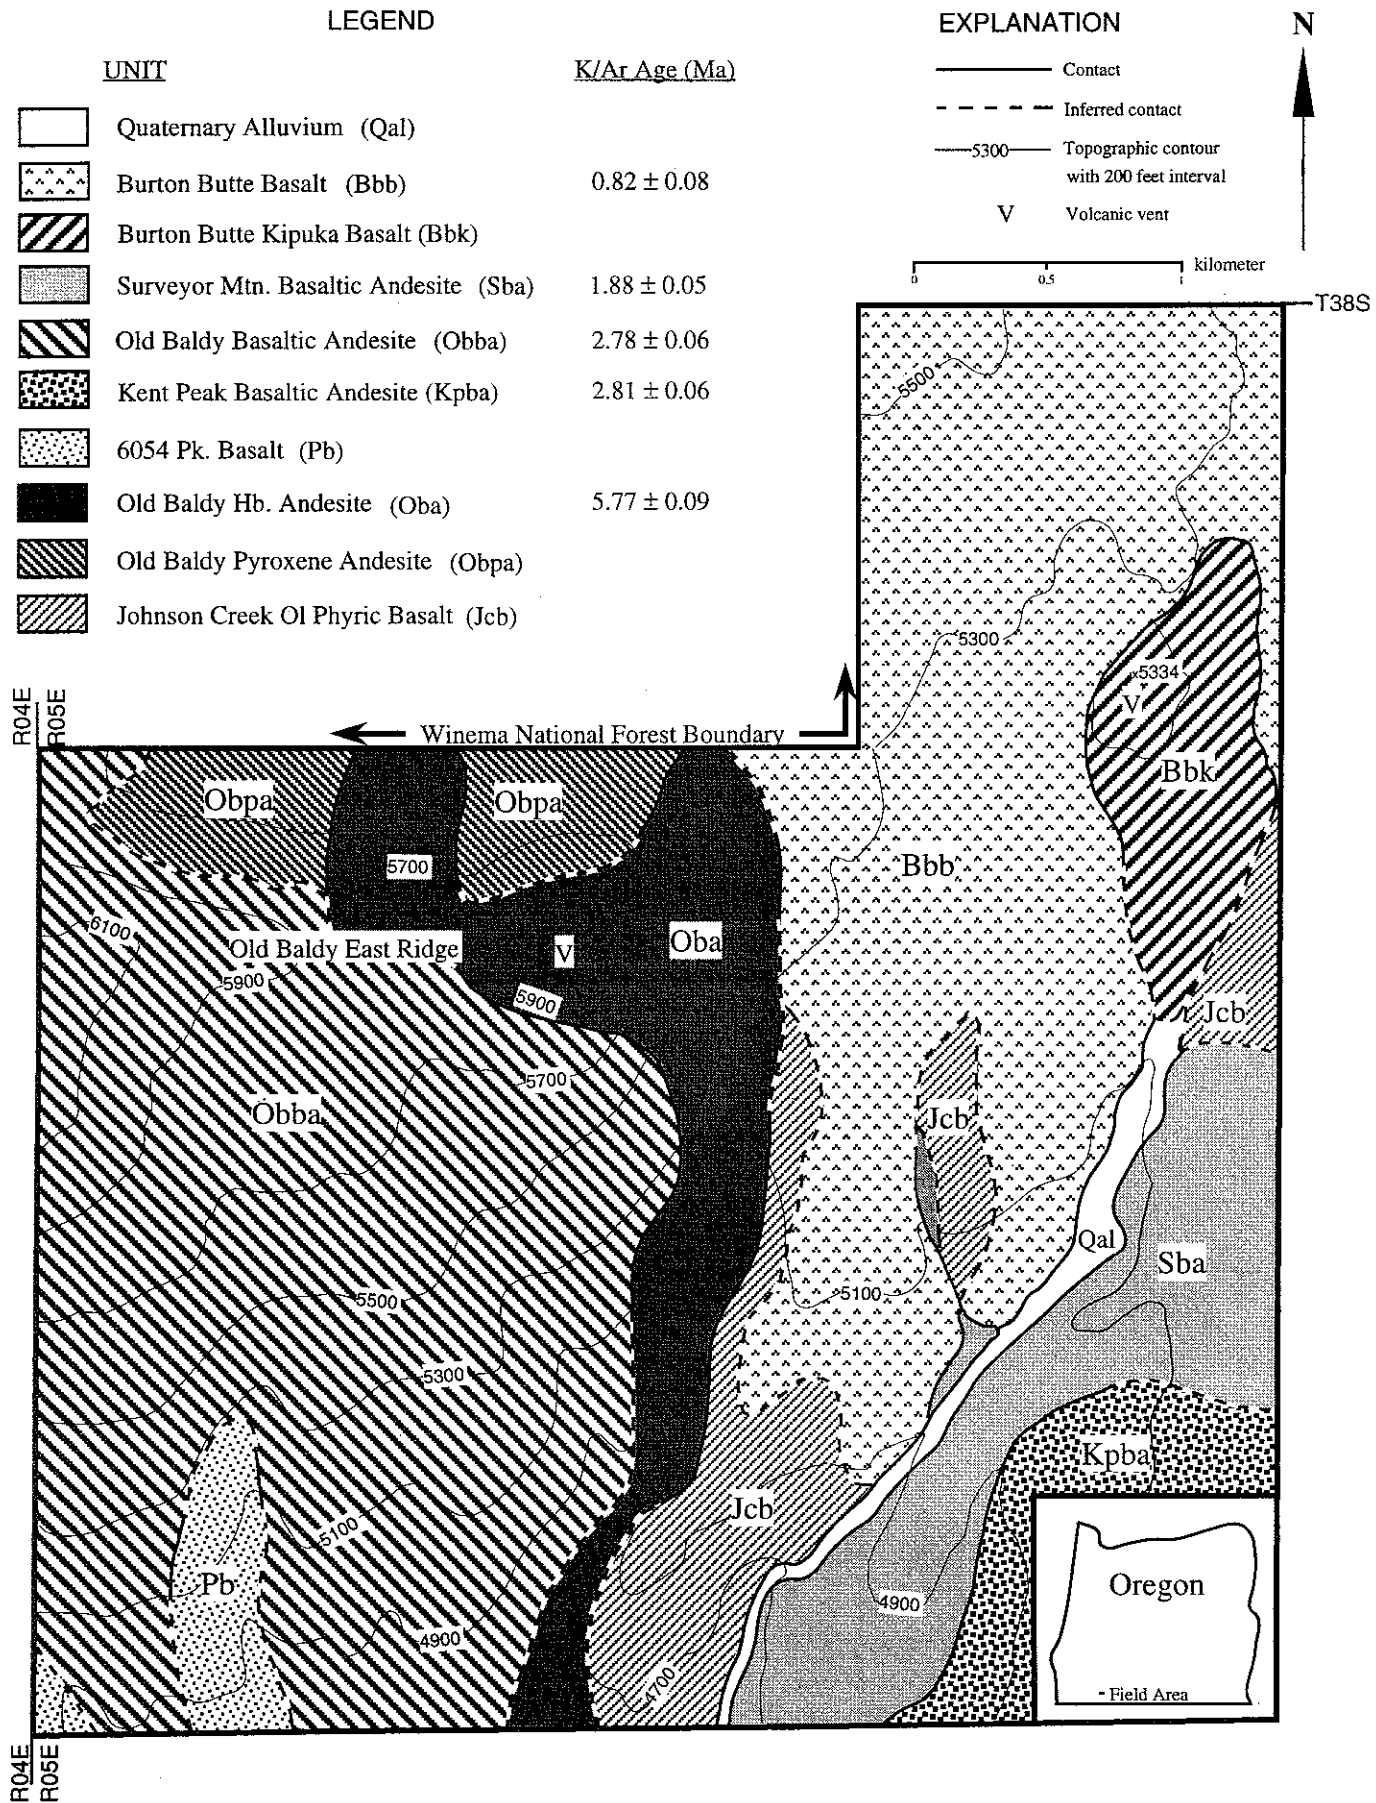 LEGEND
UNIT K/Ar Age (Ma)
Quaternary Alluvium (Qal)
Burton Butte Basalt (Bbb) 0.82 ± 0.08
Burton Butte Kipuka Basalt (Bbk)
Surveyor Mtn. Basaltic Andesite (Sba) 1.88 ± 0.05
Old Baldy Basaltic Andesite (Obba) 2.78 ± 0.06
Kent Peak Basaltic Andesite (Kpba) 2.81 ± 0.06
6054 Pk. Basalt (Pb)
Old Baldy Hb. Andesite (Oba) 5.77 ± 0.09
Old Baldy Pyroxene Andesite (Obpa)
Johnson Creek Ol Phyric Basalt (Jcb)
EXPLANATION
Contact
Inferred contact
5300 Topographic contour
with 200 feet interval
V Volcanic vent
N
kilometer
0 0.5 1
T38S
5500
5300
x5334
V
R04E
R05E
Winema National Forest Boundary
Bbk
Obpa
Obpa
5700
Bbb
6100
Old Baldy East Ridge
V
Oba
5900
5900
Jcb
5700
Obba
Jcb
Qal
Sba
5500
5100
5300
Kpba
Jcb
5100
Pb
Oregon
4900
4900
4700
Field Area
R04E
R05E